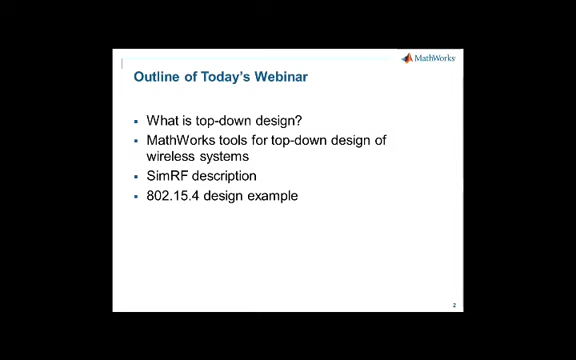 MathWorks
Outline of Today's Webinar
What is top-down design?
MathWorks tools for top-down design of
wireless systems
SimRF description
802.15.4 design example
2